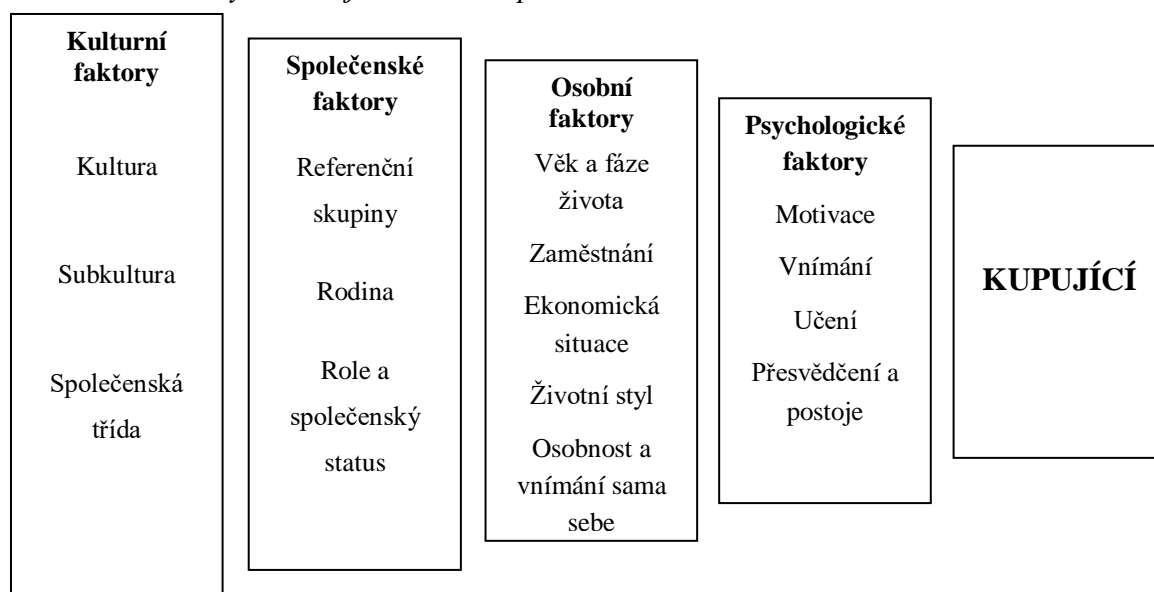 Kulturní
faktory
Kultura
Subkultura
Společenská
třída
Společenské
faktory
Referenční
skupiny
Rodina
Role a
společenský
status
Osobní
faktory
Věk a fáze
života
Zaměstnání
Ekonomická
situace
Životní styl
Osobnost a
vnímání sama
sebe
Psychologické
faktory
Motivace
Vnímání
Učení
Přesvědčení a
postoje
KUPUJÍCÍ